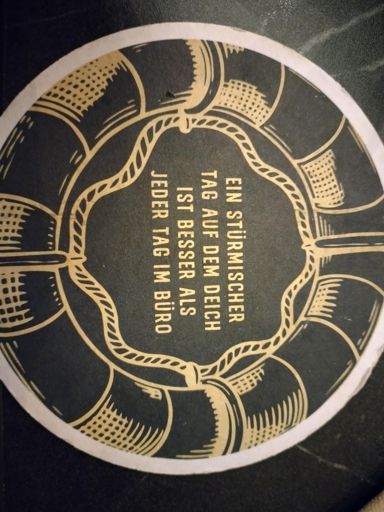 EIN STÜRMISCHER
TAG AUF DEM DEICH
IST BESSER ALS
JEDER TAG IM BÜRO